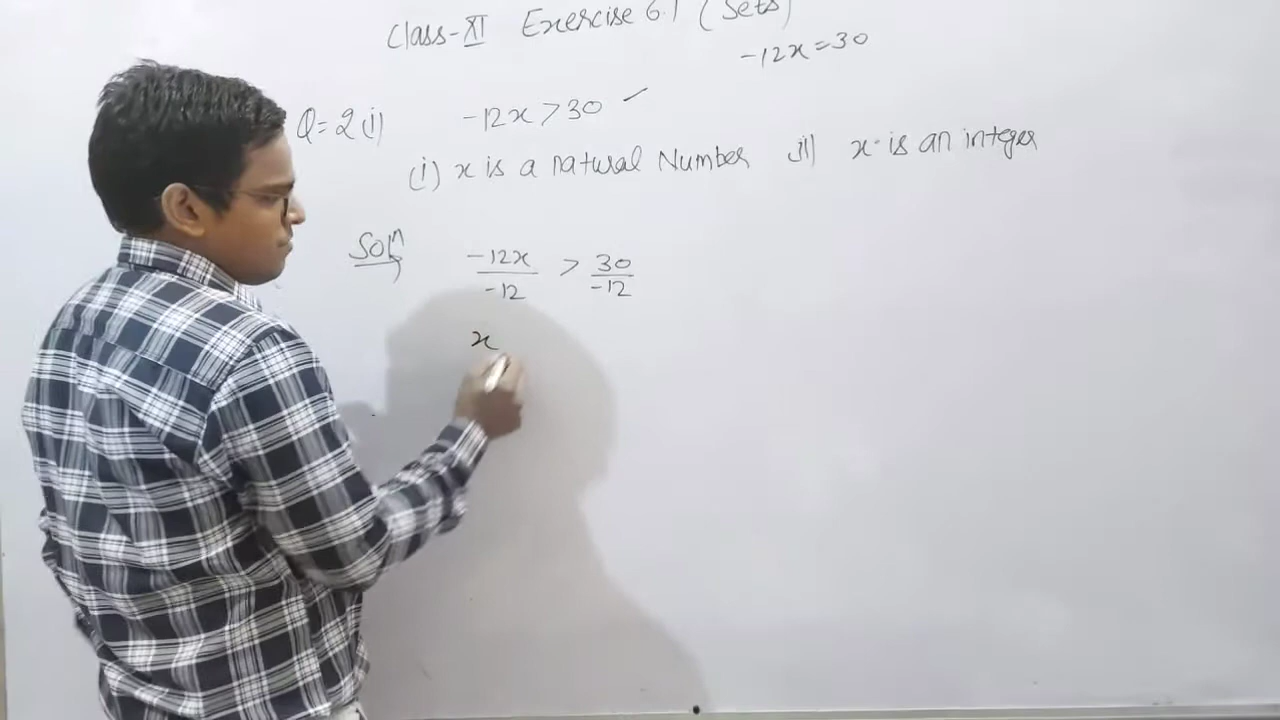 Class-XI Exercise 6.1 (Sets)
-12x=30
Q=2(i) -12x>30 ✓
(i) x is a natural Number ii) x is an integer
Solⁿ -12x/-12 > 30/-12
x